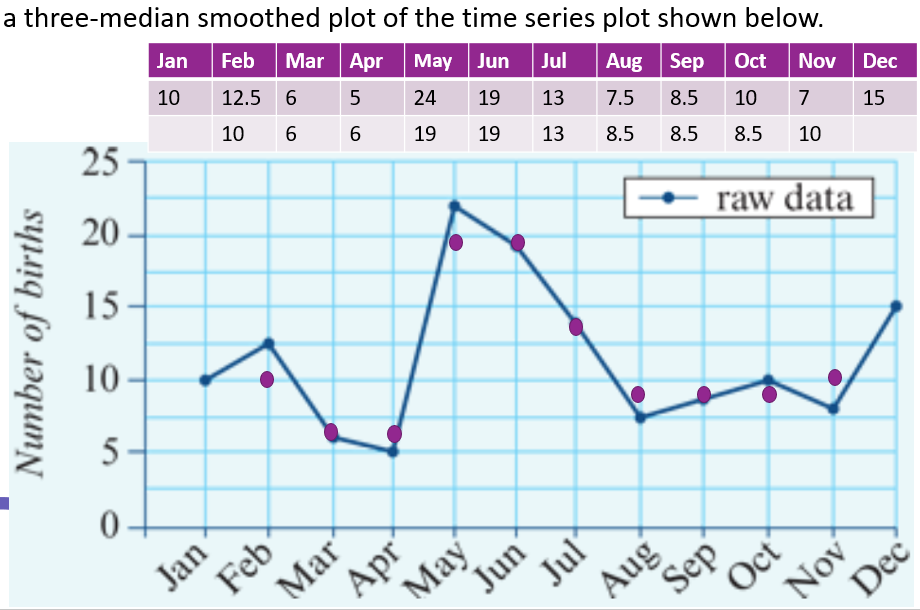 a three-median smoothed plot of the time series plot shown below.
Jan Feb Mar Apr May Jun Jul Aug Sep Oct Nov Dec
10 12.5 6 5 24 19 13 7.5 8.5 10 7 15
10 6 6 19 19 13 8.5 8.5 8.5 10
25
raw data
20
15
10
5
0
Number of births
Jan Feb Mar Apr May Jun Jul Aug Sep Oct Nov Dec